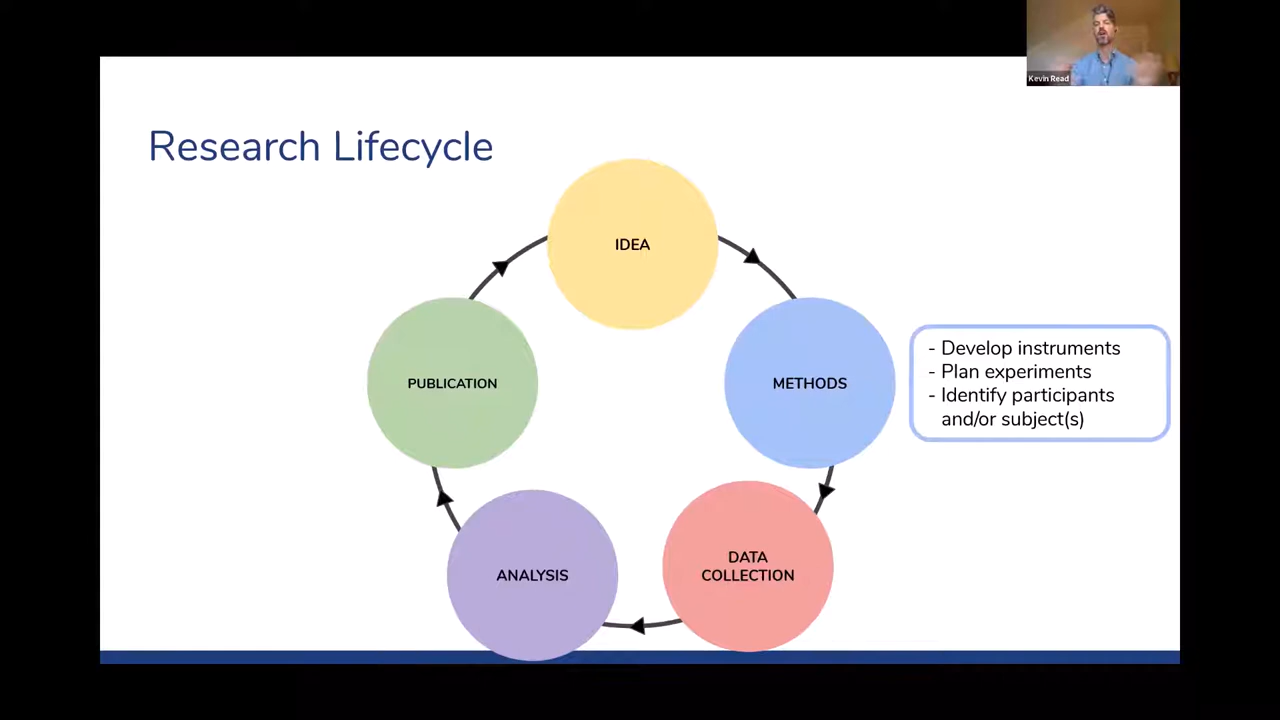 Kevin Read
Research Lifecycle
IDEA
PUBLICATION
METHODS
- Develop instruments
- Plan experiments
- Identify participants
and/or subject(s)
ANALYSIS
DATA
COLLECTION